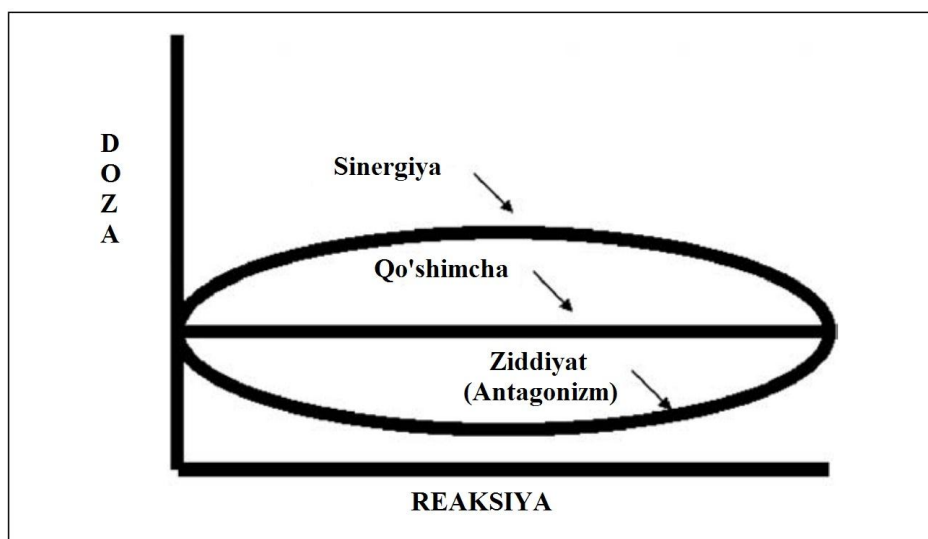 D
O
Z
A
Sinergiya
Qo'shimcha
Ziddiyat
(Antagonizm)
REAKSIYA